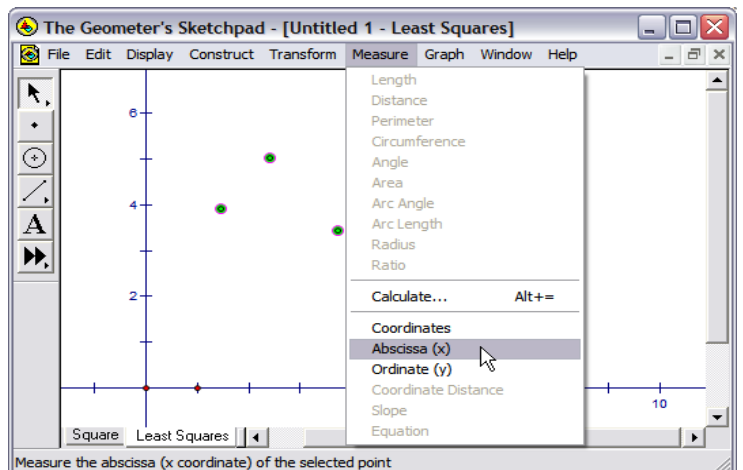 The Geometer's Sketchpad - [Untitled 1 - Least Squares]
File Edit Display Construct Transform Measure Graph Window Help
Length
Distance
Perimeter
Circumference
Angle
Area
Arc Angle
Arc Length
Radius
Ratio
Calculate... Alt+=
Coordinates
Abscissa (x)
Ordinate (y)
Coordinate Distance
Slope
Equation
A
6
4
2
10
Square Least Squares
Measure the abscissa (x coordinate) of the selected point